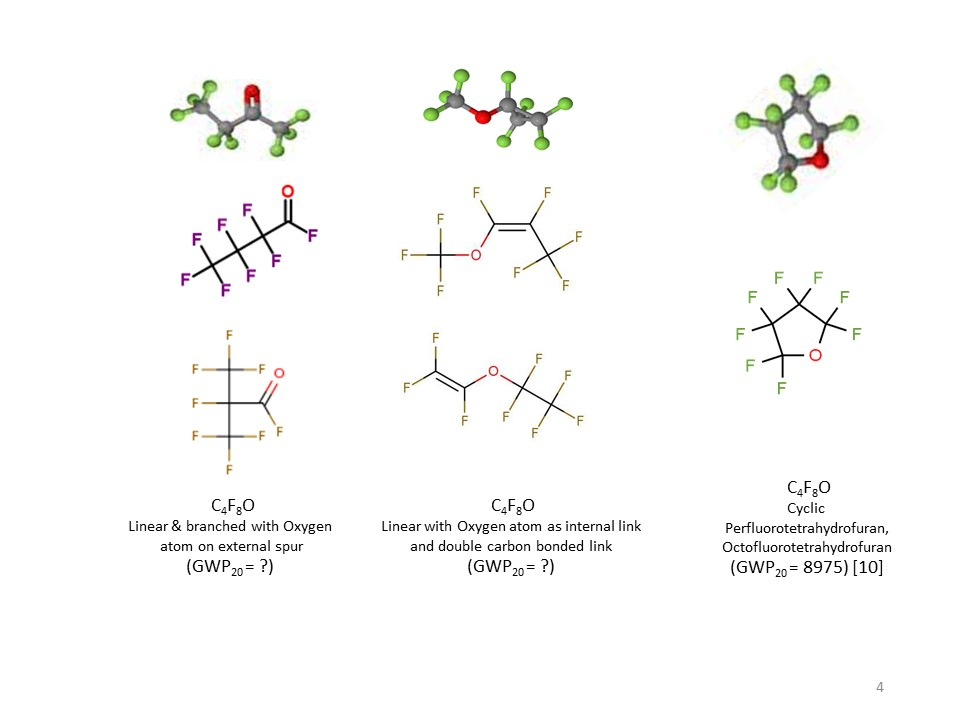 O
F F
F F
F F
F F
F
F F
F F
F O
F F
F
F
F F O
F
F F F
F
F
F
O F
F
F F F
F
F F
F F
F F
O
F
F
C₄F₈O
Linear & branched with Oxygen
atom on external spur
(GWP₂₀ = ?)
C₄F₈O
Linear with Oxygen atom as internal link
and double carbon bonded link
(GWP₂₀ = ?)
C₄F₈O
Cyclic
Perfluorotetrahydrofuran,
Octofluorotetrahydrofuran
(GWP₂₀ = 8975) [10]
4